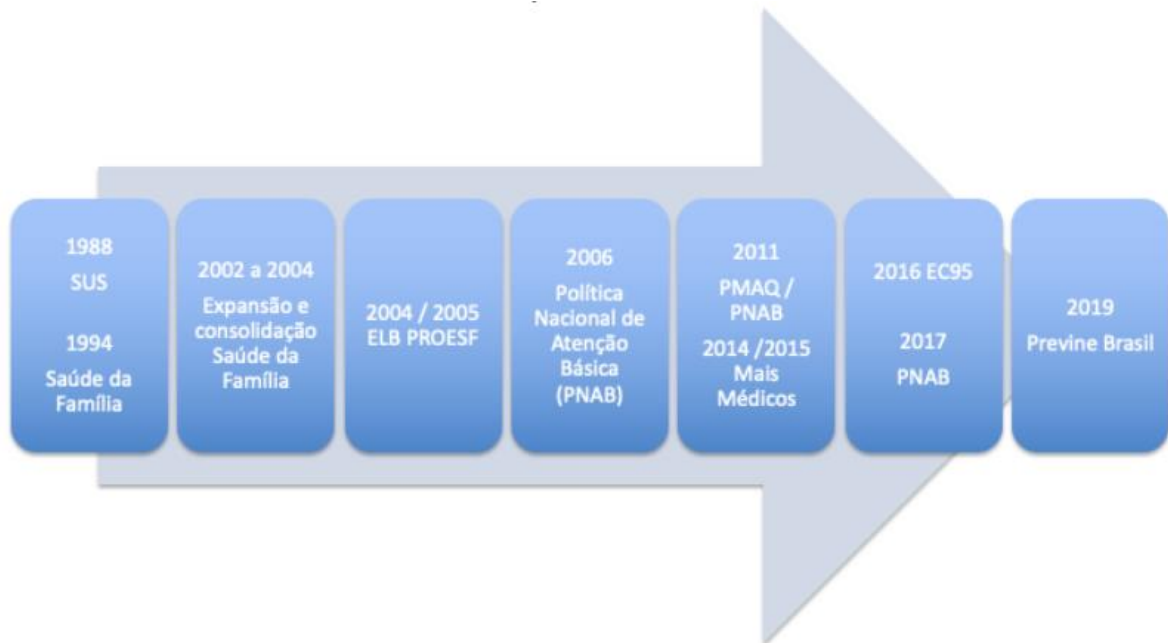 1988
SUS
1994
Saúde da
Família
2002 a 2004
Expansão e
consolidação
Saúde da
Família
2004 / 2005
ELB PROESF
2006
Política
Nacional de
Atenção
Básica
(PNAB)
2011
PMAQ /
PNAB
2014 /2015
Mais
Médicos
2016 EC95
2017
PNAB
2019
Previne Brasil